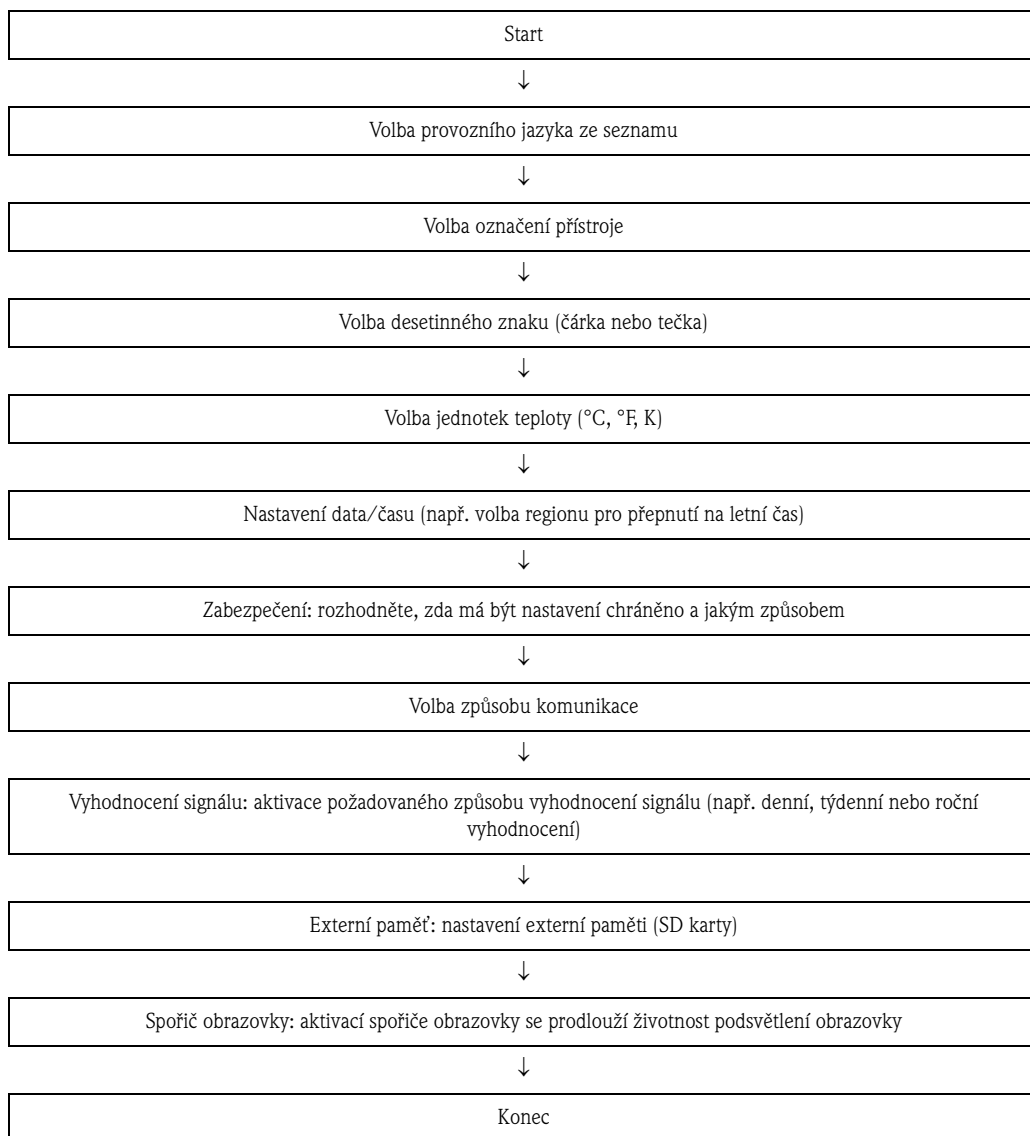 Start
↓
Volba provozního jazyka ze seznamu
↓
Volba označení přístroje
↓
Volba desetinného znaku (čárka nebo tečka)
↓
Volba jednotek teploty (°C, °F, K)
↓
Nastavení data/času (např. volba regionu pro přepnutí na letní čas)
↓
Zabezpečení: rozhodněte, zda má být nastavení chráněno a jakým způsobem
↓
Volba způsobu komunikace
↓
Vyhodnocení signálu: aktivace požadovaného způsobu vyhodnocení signálu (např. denní, týdenní nebo roční
vyhodnocení)
↓
Externí paměť: nastavení externí paměti (SD karty)
↓
Spořič obrazovky: aktivací spořiče obrazovky se prodlouží životnost podsvětlení obrazovky
↓
Konec